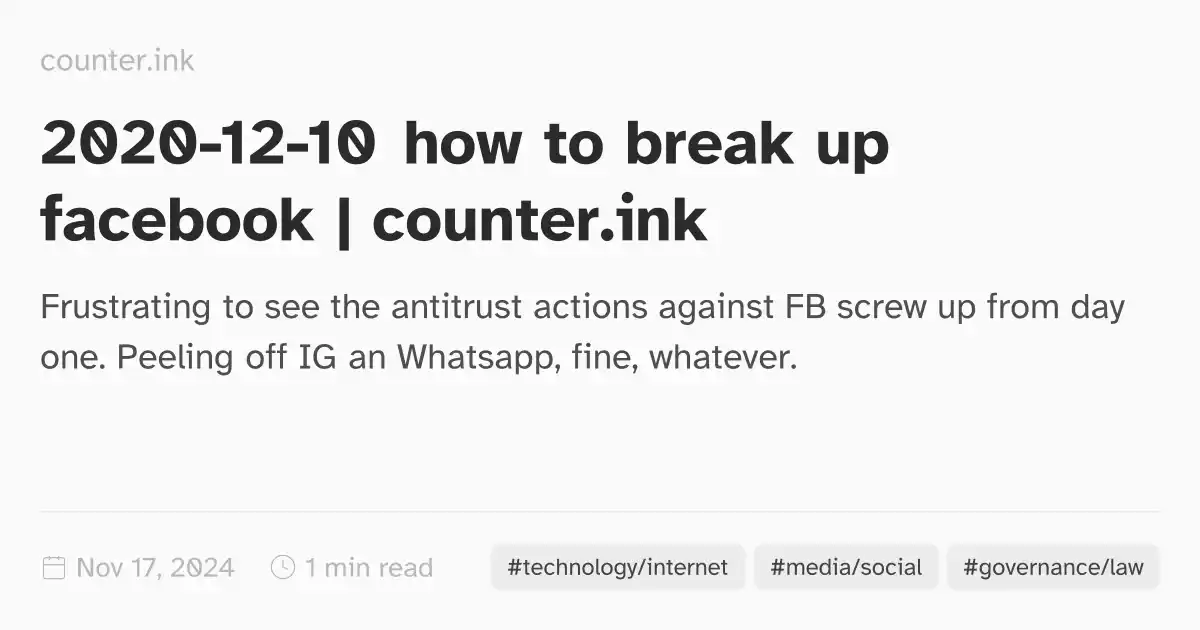 counter.ink
2020-12-10 how to break up
facebook | counter.ink
Frustrating to see the antitrust actions against FB screw up from day
one. Peeling off IG an Whatsapp, fine, whatever.
Nov 17, 2024 1 min read #technology/internet #media/social #governance/law